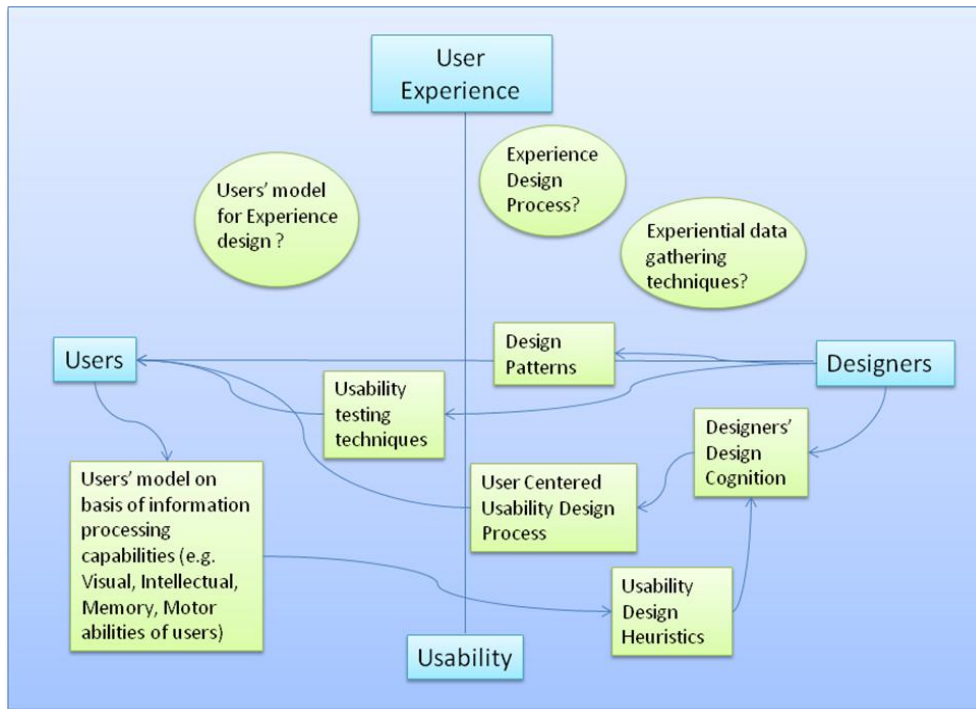 User
Experience
Users' model
for Experience
design ?
Experience
Design
Process?
Experiential data
gathering
techniques?
Users
Design
Patterns
Designers
Usability
testing
techniques
Designers'
Design
Cognition
Users' model on
basis of information
processing
capabilities (e.g.
Visual, Intellectual,
Memory, Motor
abilities of users)
User Centered
Usability Design
Process
Usability
Design
Heuristics
Usability